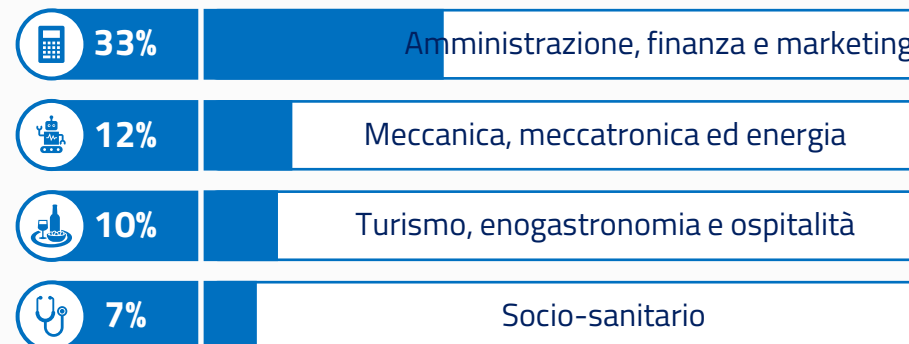 33% Amministrazione, finanza e marketing
12% Meccanica, meccatronica ed energia
10% Turismo, enogastronomia e ospitalità
7% Socio-sanitario